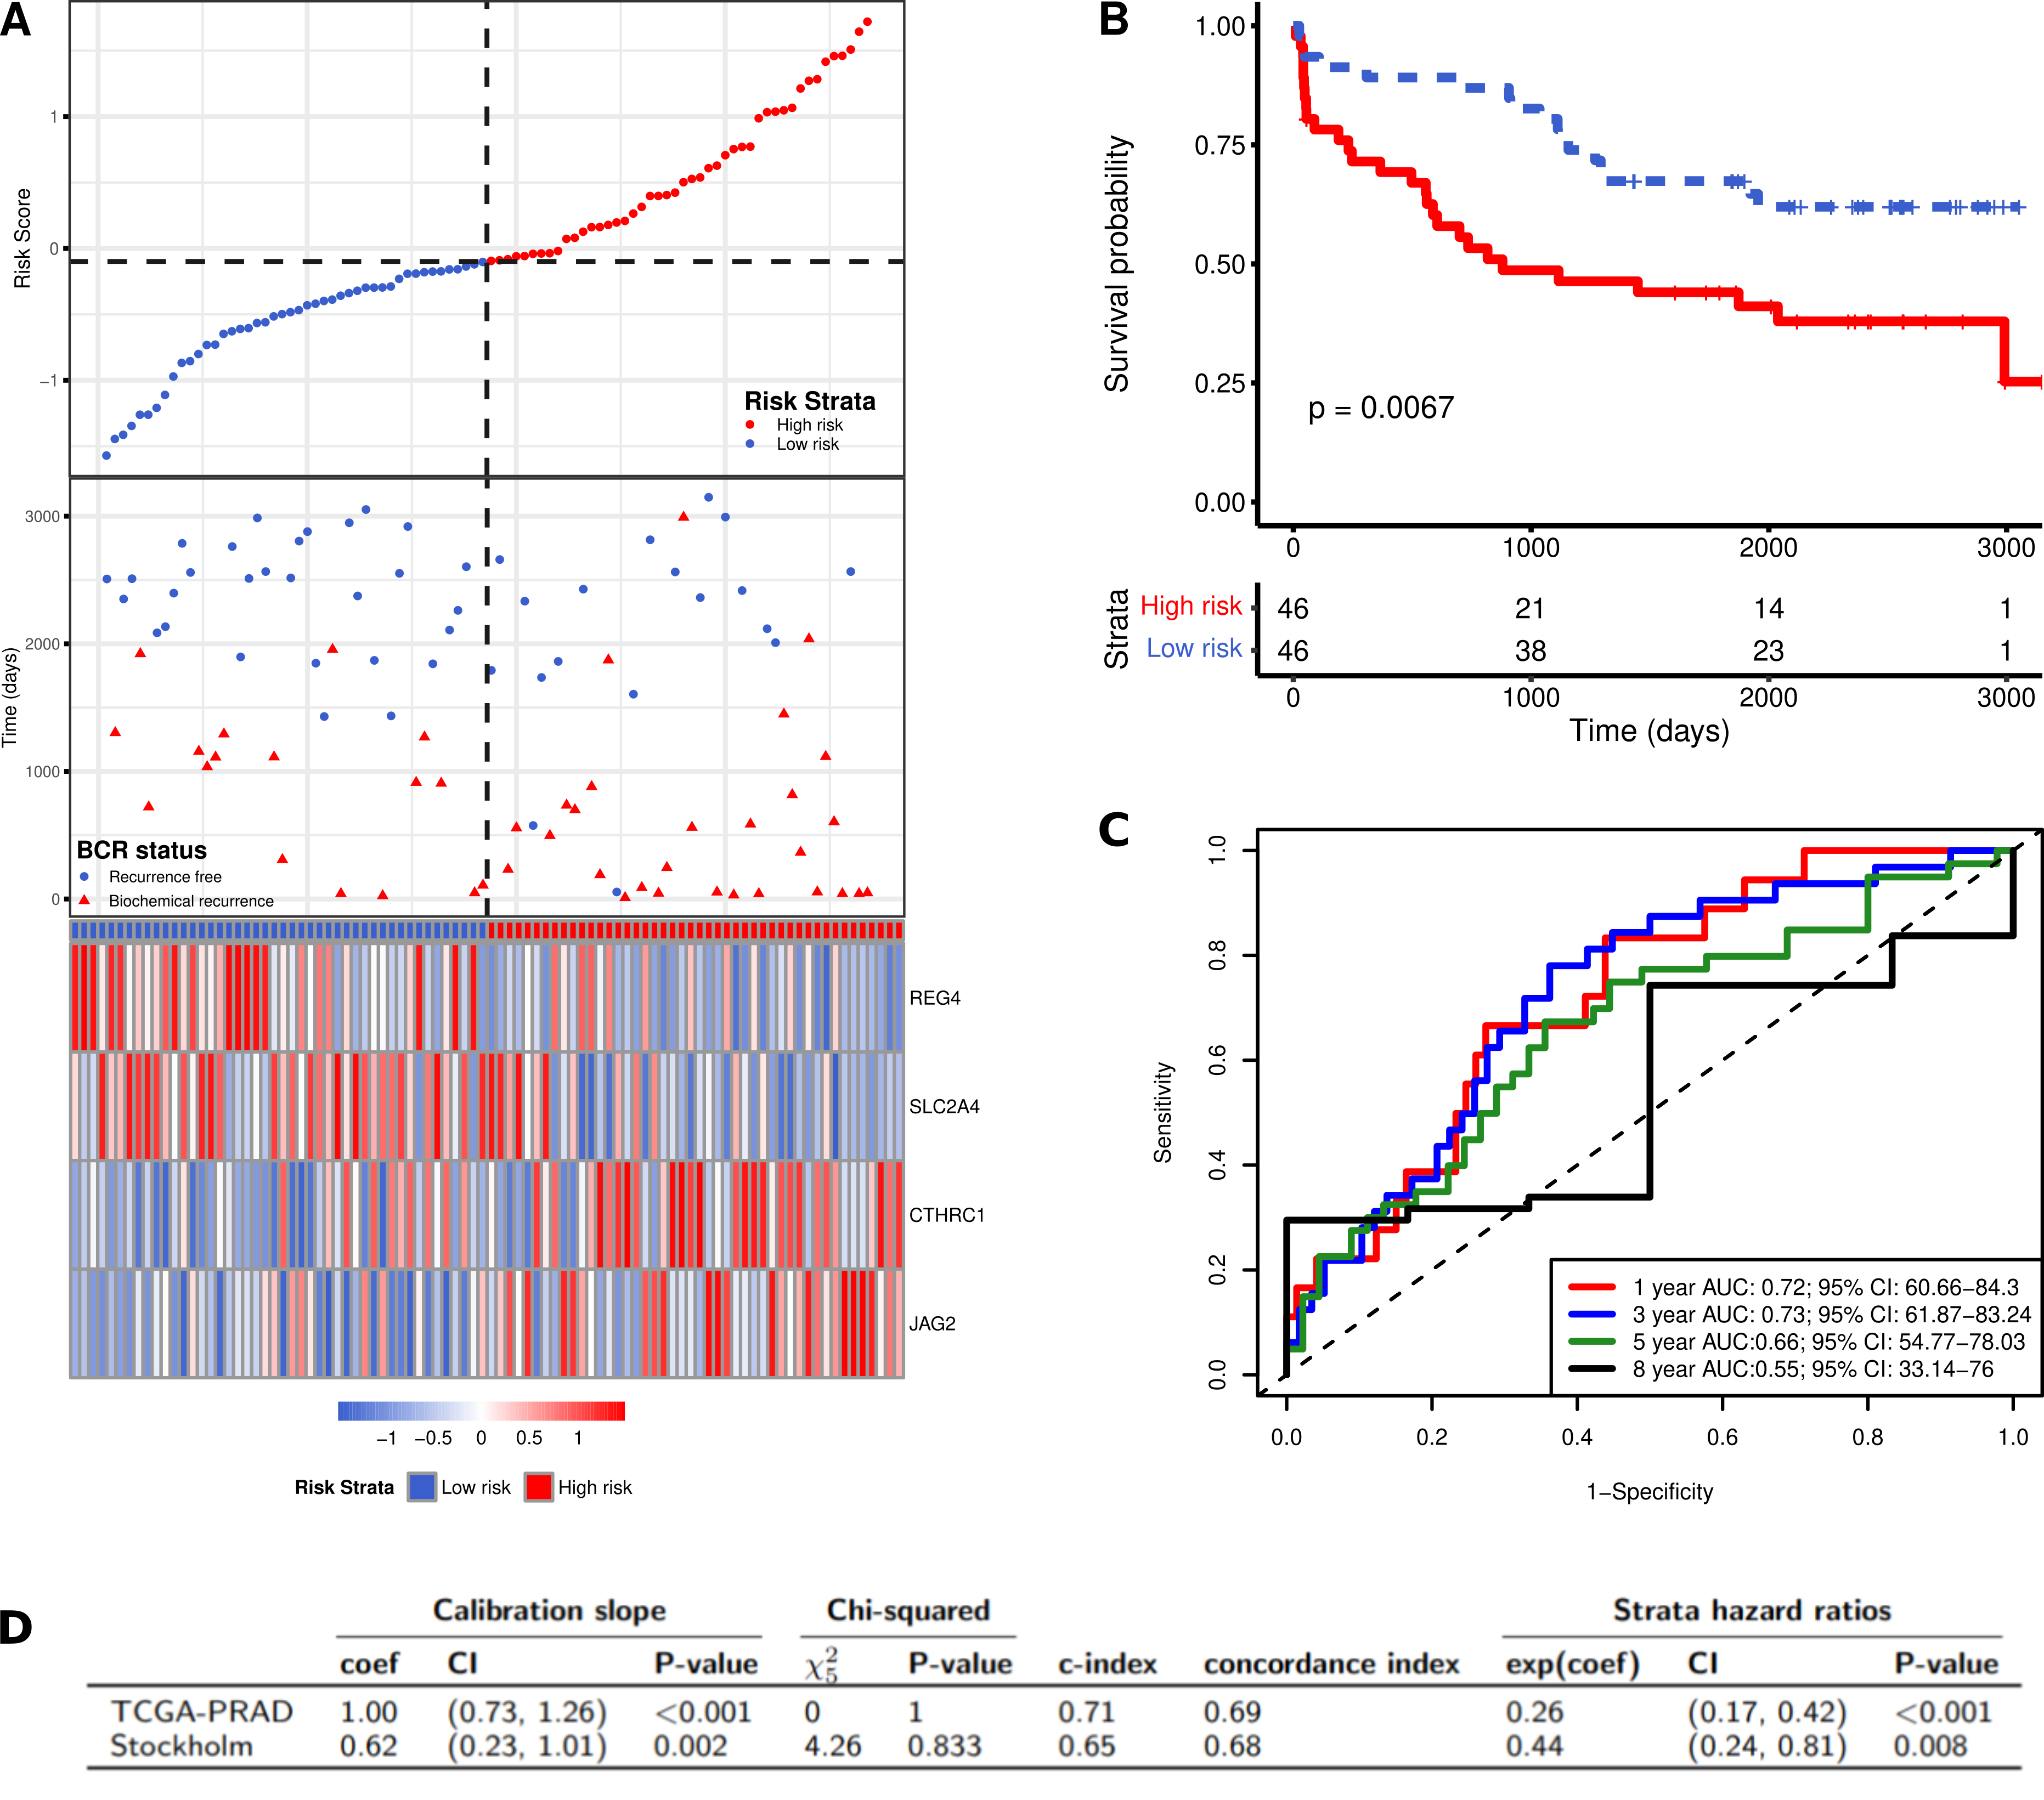 A
Risk Score
1
0
−1
Risk Strata
High risk
Low risk
Time (days)
3000
2000
1000
0
BCR status
Recurrence free
Biochemical recurrence
REG4
SLC2A4
CTHRC1
JAG2
−1 −0.5 0 0.5 1
Risk Strata Low risk High risk
B
Survival probability
1.00
0.75
0.50
0.25
0.00
p = 0.0067
0 1000 2000 3000
Strata
High risk 46 21 14 1
Low risk 46 38 23 1
0 1000 2000 3000
Time (days)
C
Sensitivity
1.0
0.8
0.6
0.4
0.2
0.0
1 year AUC: 0.72; 95% CI: 60.66−84.3
3 year AUC: 0.73; 95% CI: 61.87−83.24
5 year AUC:0.66; 95% CI: 54.77−78.03
8 year AUC:0.55; 95% CI: 33.14−76
0.0 0.2 0.4 0.6 0.8 1.0
1−Specificity
D
Calibration slope Chi-squared Strata hazard ratios
coef CI P-value χ²₅ P-value c-index concordance index exp(coef) CI P-value
TCGA-PRAD 1.00 (0.73, 1.26) <0.001 0 1 0.71 0.69 0.26 (0.17, 0.42) <0.001
Stockholm 0.62 (0.23, 1.01) 0.002 4.26 0.833 0.65 0.68 0.44 (0.24, 0.81) 0.008